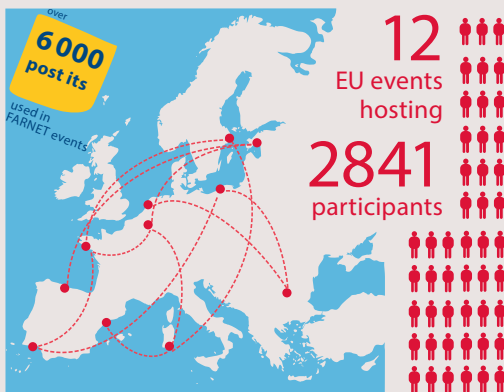 over
6 000
post its
used in
FARNET events
12
EU events
hosting
2841
participants